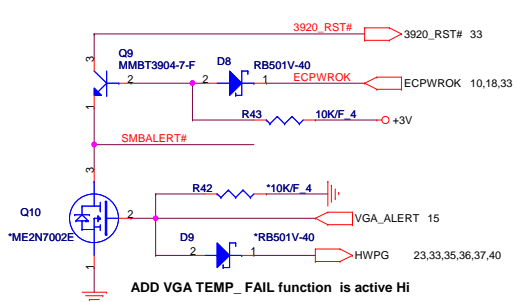 3920_RST#
3920_RST# 33
Q9
MMBT3904-7-F
D8
RB501V-40
3
2
1
2
1
ECPWROK
ECPWROK 10,18,33
R43
10K/F_4
+3V
SMBALERT#
3
R42
*10K/F_4
Q10
*ME2N7002E
2
VGA_ALERT 15
D9
*RB501V-40
2
1
HWPG 23,33,35,36,37,40
1
ADD VGA TEMP_ FAIL function is active Hi